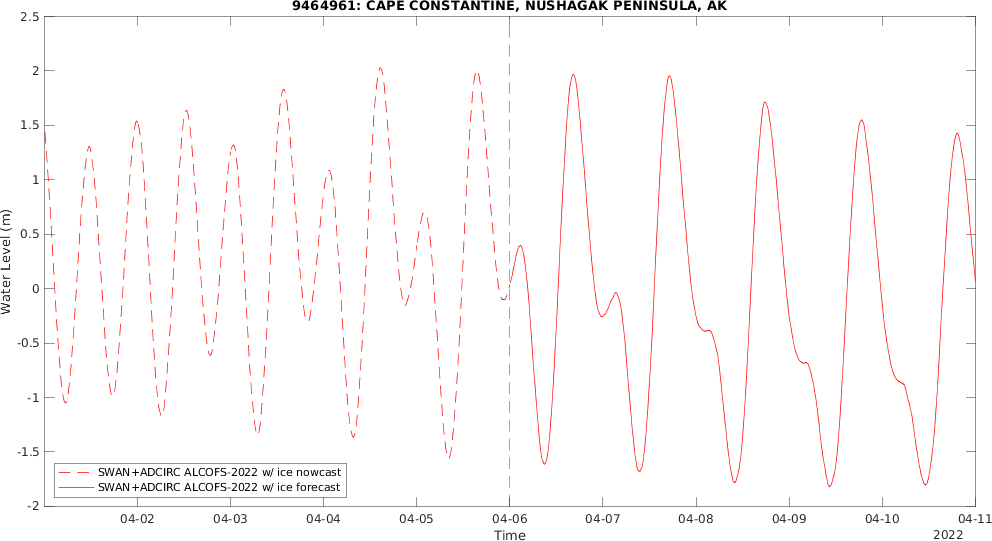 9464961: CAPE CONSTANTINE, NUSHAGAK PENINSULA, AK
2.5
2
1.5
1
0.5
0
-0.5
-1
-1.5
-2
Water Level (m)
SWAN+ADCIRC ALCOFS-2022 w/ ice nowcast
SWAN+ADCIRC ALCOFS-2022 w/ ice forecast
04-02 04-03 04-04 04-05 04-06 04-07 04-08 04-09 04-10 04-11
Time
2022